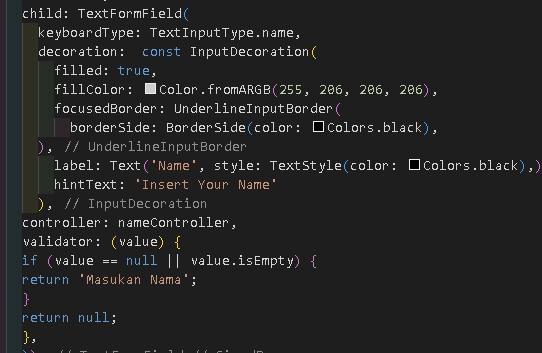 child: TextFormField(
keyboardType: TextInputType.name,
decoration:  const InputDecoration(
filled: true,
fillColor: Color.fromARGB(255, 206, 206, 206),
focusedBorder: UnderlineInputBorder(
borderSide: BorderSide(color: Colors.black),
), // UnderlineInputBorder
label: Text('Name', style: TextStyle(color: Colors.black),)
hintText: 'Insert Your Name'
), // InputDecoration
controller: nameController,
validator: (value) {
if (value == null || value.isEmpty) {
return 'Masukan Nama';
}
return null;
},